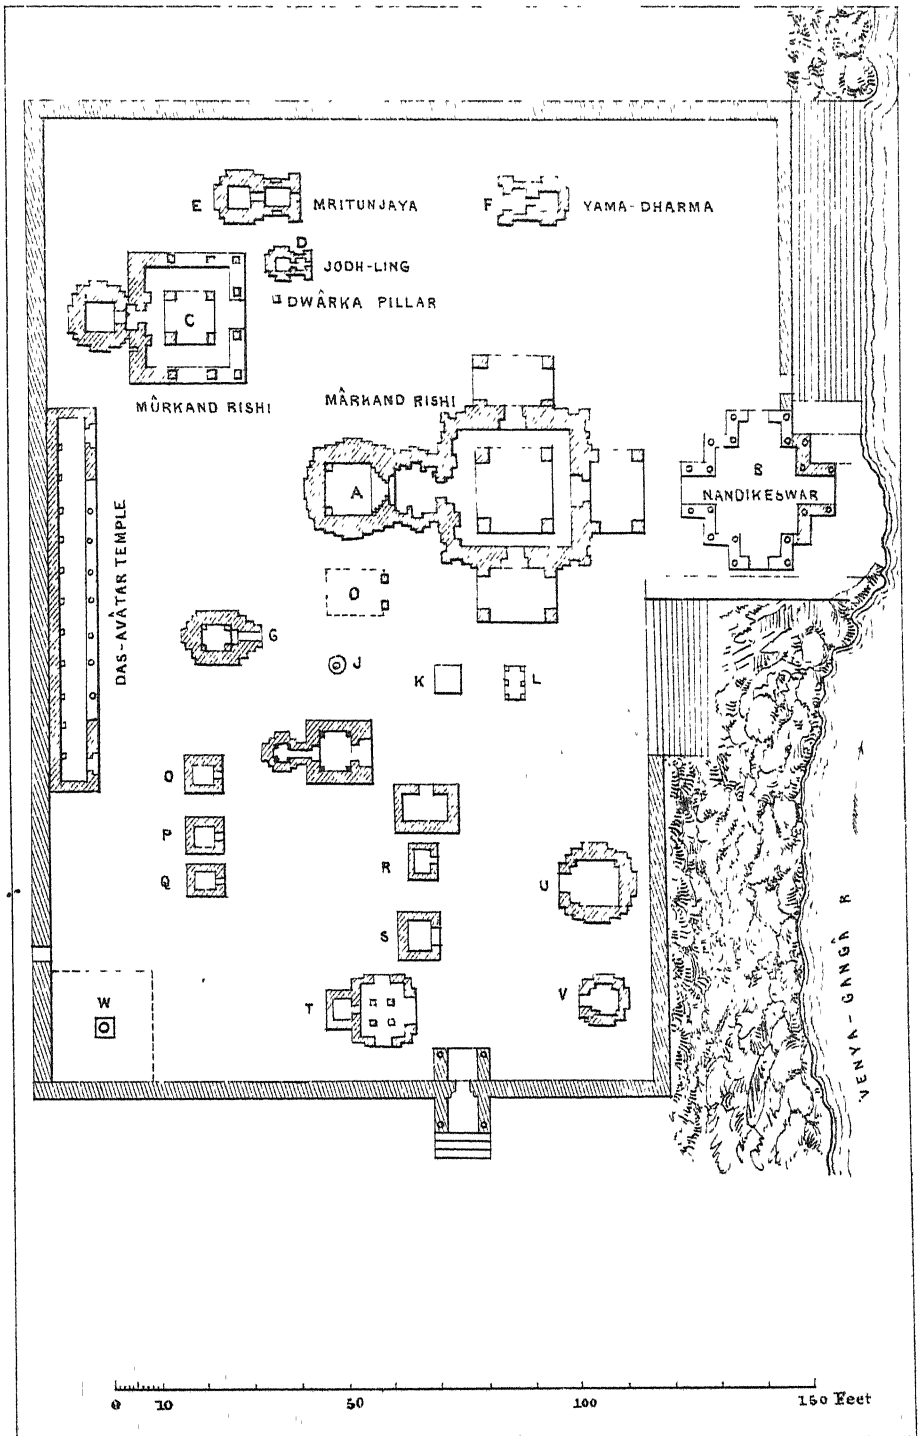 E MRITUNJAYA F YAMA-DHARMA
D
JODH-LING
DWÂRKA PILLAR
C
MÛRKAND RISHI MÂRKAND RISHI
A B
NANDIKESWAR
DAS-AVÂTAR TEMPLE
O
G
J K L
O
P
R
Q U
S
V
W T
VENYA-GANGÂ R
0 10 50 100 150 Feet